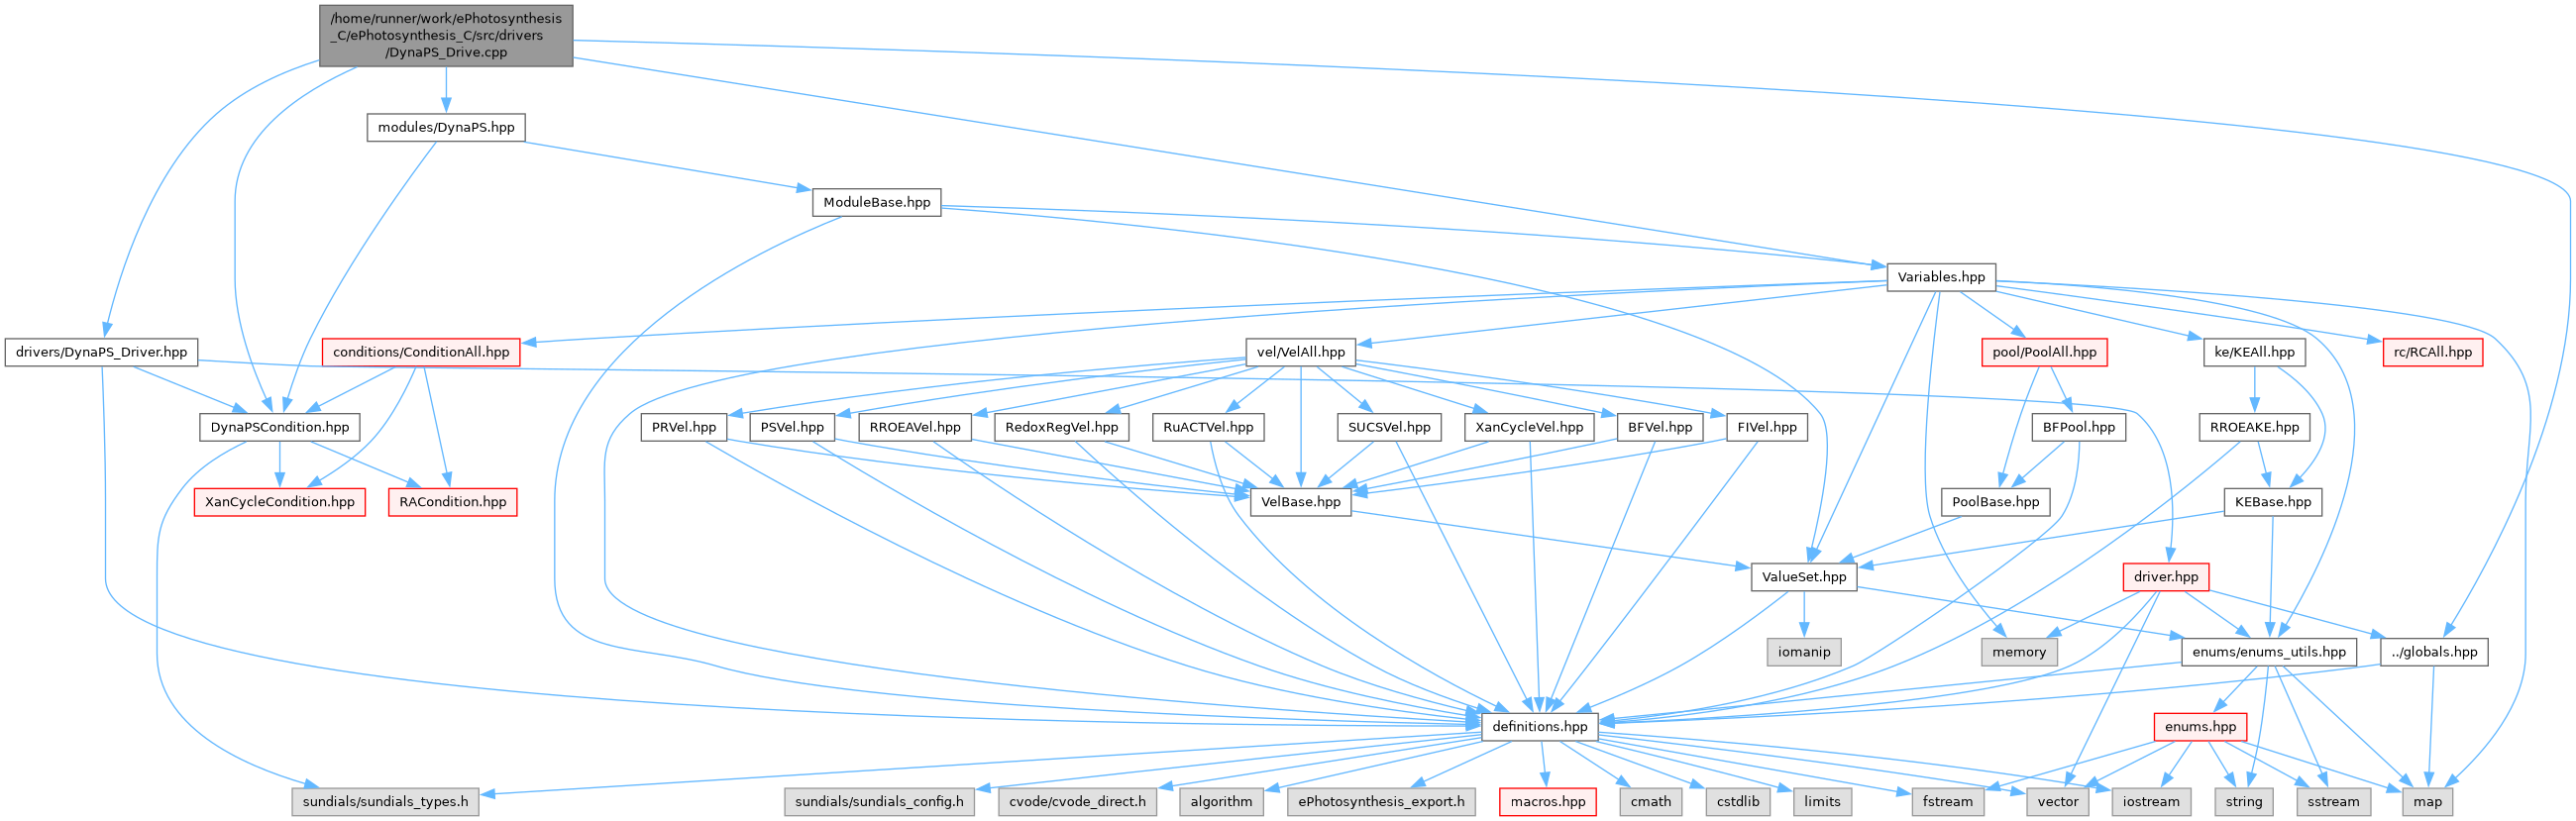 /home/runner/work/ePhotosynthesis
_C/ePhotosynthesis_C/src/drivers
/DynaPS_Drive.cpp
modules/DynaPS.hpp
ModuleBase.hpp
Variables.hpp
drivers/DynaPS_Driver.hpp
conditions/ConditionAll.hpp
vel/VelAll.hpp
pool/PoolAll.hpp
ke/KEAll.hpp
rc/RCAll.hpp
DynaPSCondition.hpp
PRVel.hpp
PSVel.hpp
RROEAVel.hpp
RedoxRegVel.hpp
RuACTVel.hpp
SUCSVel.hpp
XanCycleVel.hpp
BFVel.hpp
FIVel.hpp
BFPool.hpp
RROEAKE.hpp
XanCycleCondition.hpp
RACondition.hpp
VelBase.hpp
PoolBase.hpp
KEBase.hpp
ValueSet.hpp
driver.hpp
iomanip
memory
enums/enums_utils.hpp
../globals.hpp
definitions.hpp
enums.hpp
sundials/sundials_types.h
sundials/sundials_config.h
cvode/cvode_direct.h
algorithm
ePhotosynthesis_export.h
macros.hpp
cmath
cstdlib
limits
fstream
vector
iostream
string
sstream
map